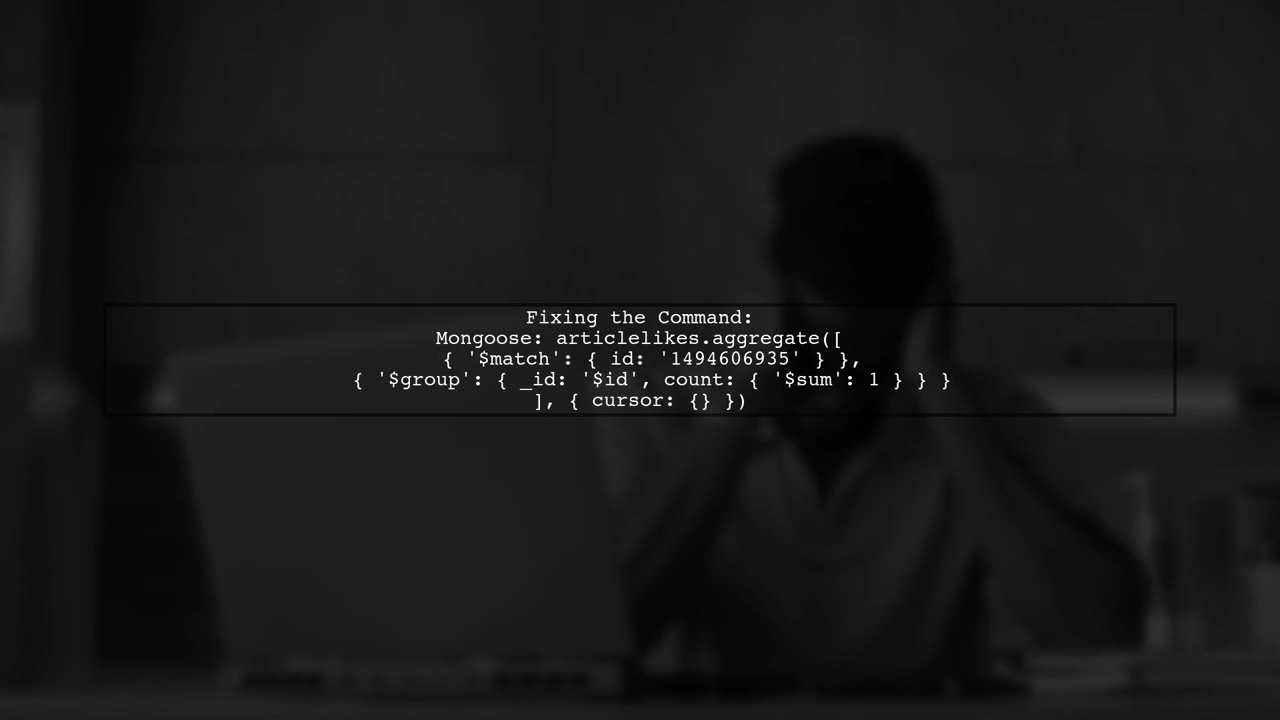 Fixing the Command:
Mongoose: articlelikes.aggregate([
{ '$match': { id: '1494606935' } },
{ '$group': { _id: '$id', count: { '$sum': 1 } } }
], { cursor: {} })